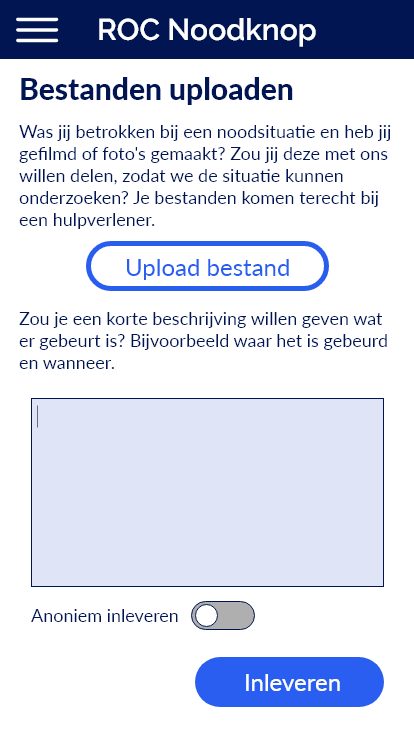 ROC Noodknop
Bestanden uploaden
Was jij betrokken bij een noodsituatie en heb jij
gefilmd of foto's gemaakt? Zou jij deze met ons
willen delen, zodat we de situatie kunnen
onderzoeken? Je bestanden komen terecht bij
een hulpverlener.
Upload bestand
Zou je een korte beschrijving willen geven wat
er gebeurt is? Bijvoorbeeld waar het is gebeurd
en wanneer.
Anoniem inleveren
Inleveren